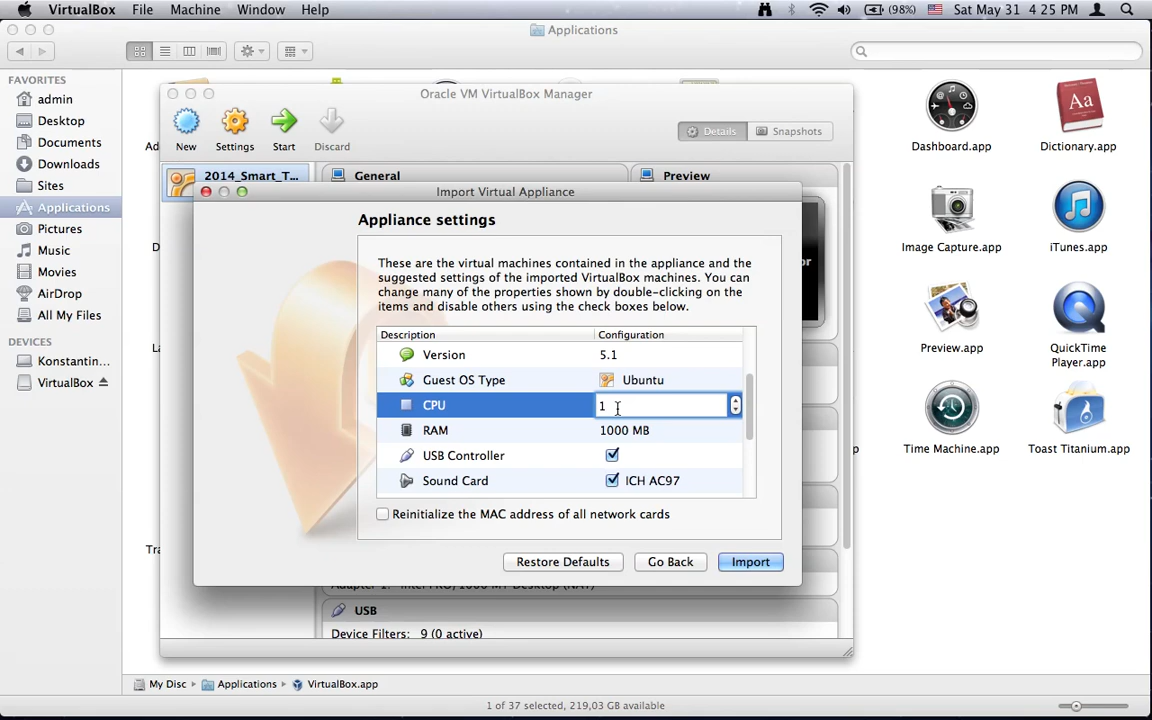 VirtualBox File Machine Window Help (98%) Sat May 31 4:25 PM
Applications
FAVORITES
admin
Desktop
Documents
Downloads
Sites
Applications
Pictures
Music
Movies
AirDrop
All My Files
DEVICES
Konstantin...
VirtualBox
Oracle VM VirtualBox Manager
New Settings Start Discard
Details Snapshots
2014_Smart_T...
General
Preview
Import Virtual Appliance
Appliance settings
These are the virtual machines contained in the appliance and the
suggested settings of the imported VirtualBox machines. You can
change many of the properties shown by double-clicking on the
items and disable others using the check boxes below.
Description Configuration
Version 5.1
Guest OS Type Ubuntu
CPU 1
RAM 1000 MB
USB Controller
Sound Card ICH AC97
Reinitialize the MAC address of all network cards
Restore Defaults Go Back Import
USB
Device Filters: 9 (0 active)
Dashboard.app
Dictionary.app
Aa
Image Capture.app
iTunes.app
Preview.app
QuickTime
Player.app
Time Machine.app
Toast Titanium.app
My Disc Applications VirtualBox.app
1 of 37 selected, 219,03 GB available